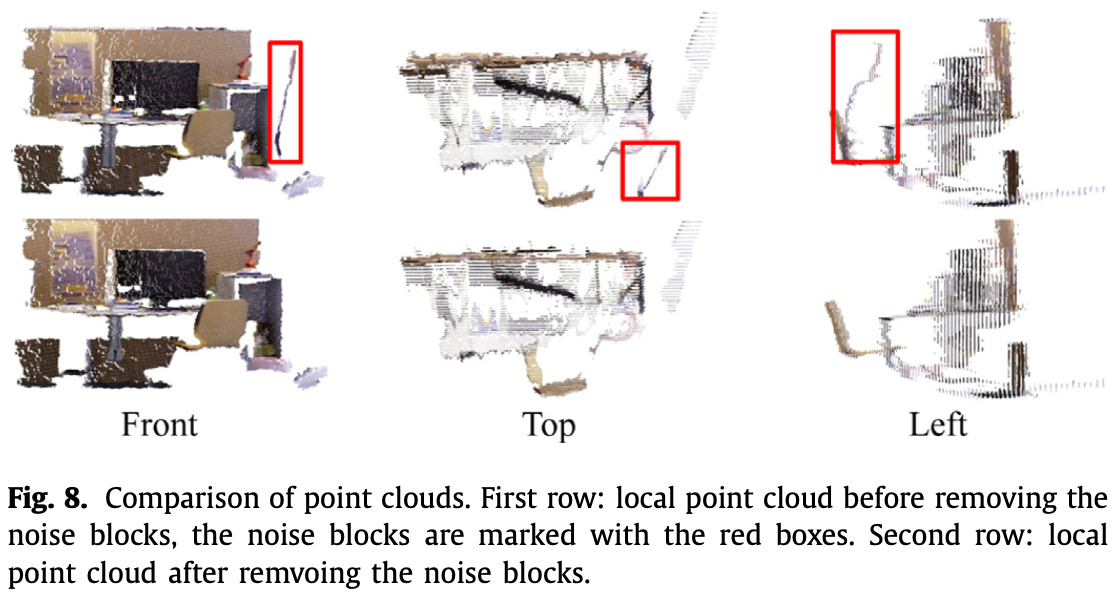 Front Top Left
Fig. 8. Comparison of point clouds. First row: local point cloud before removing the
noise blocks, the noise blocks are marked with the red boxes. Second row: local
point cloud after remvoing the noise blocks.